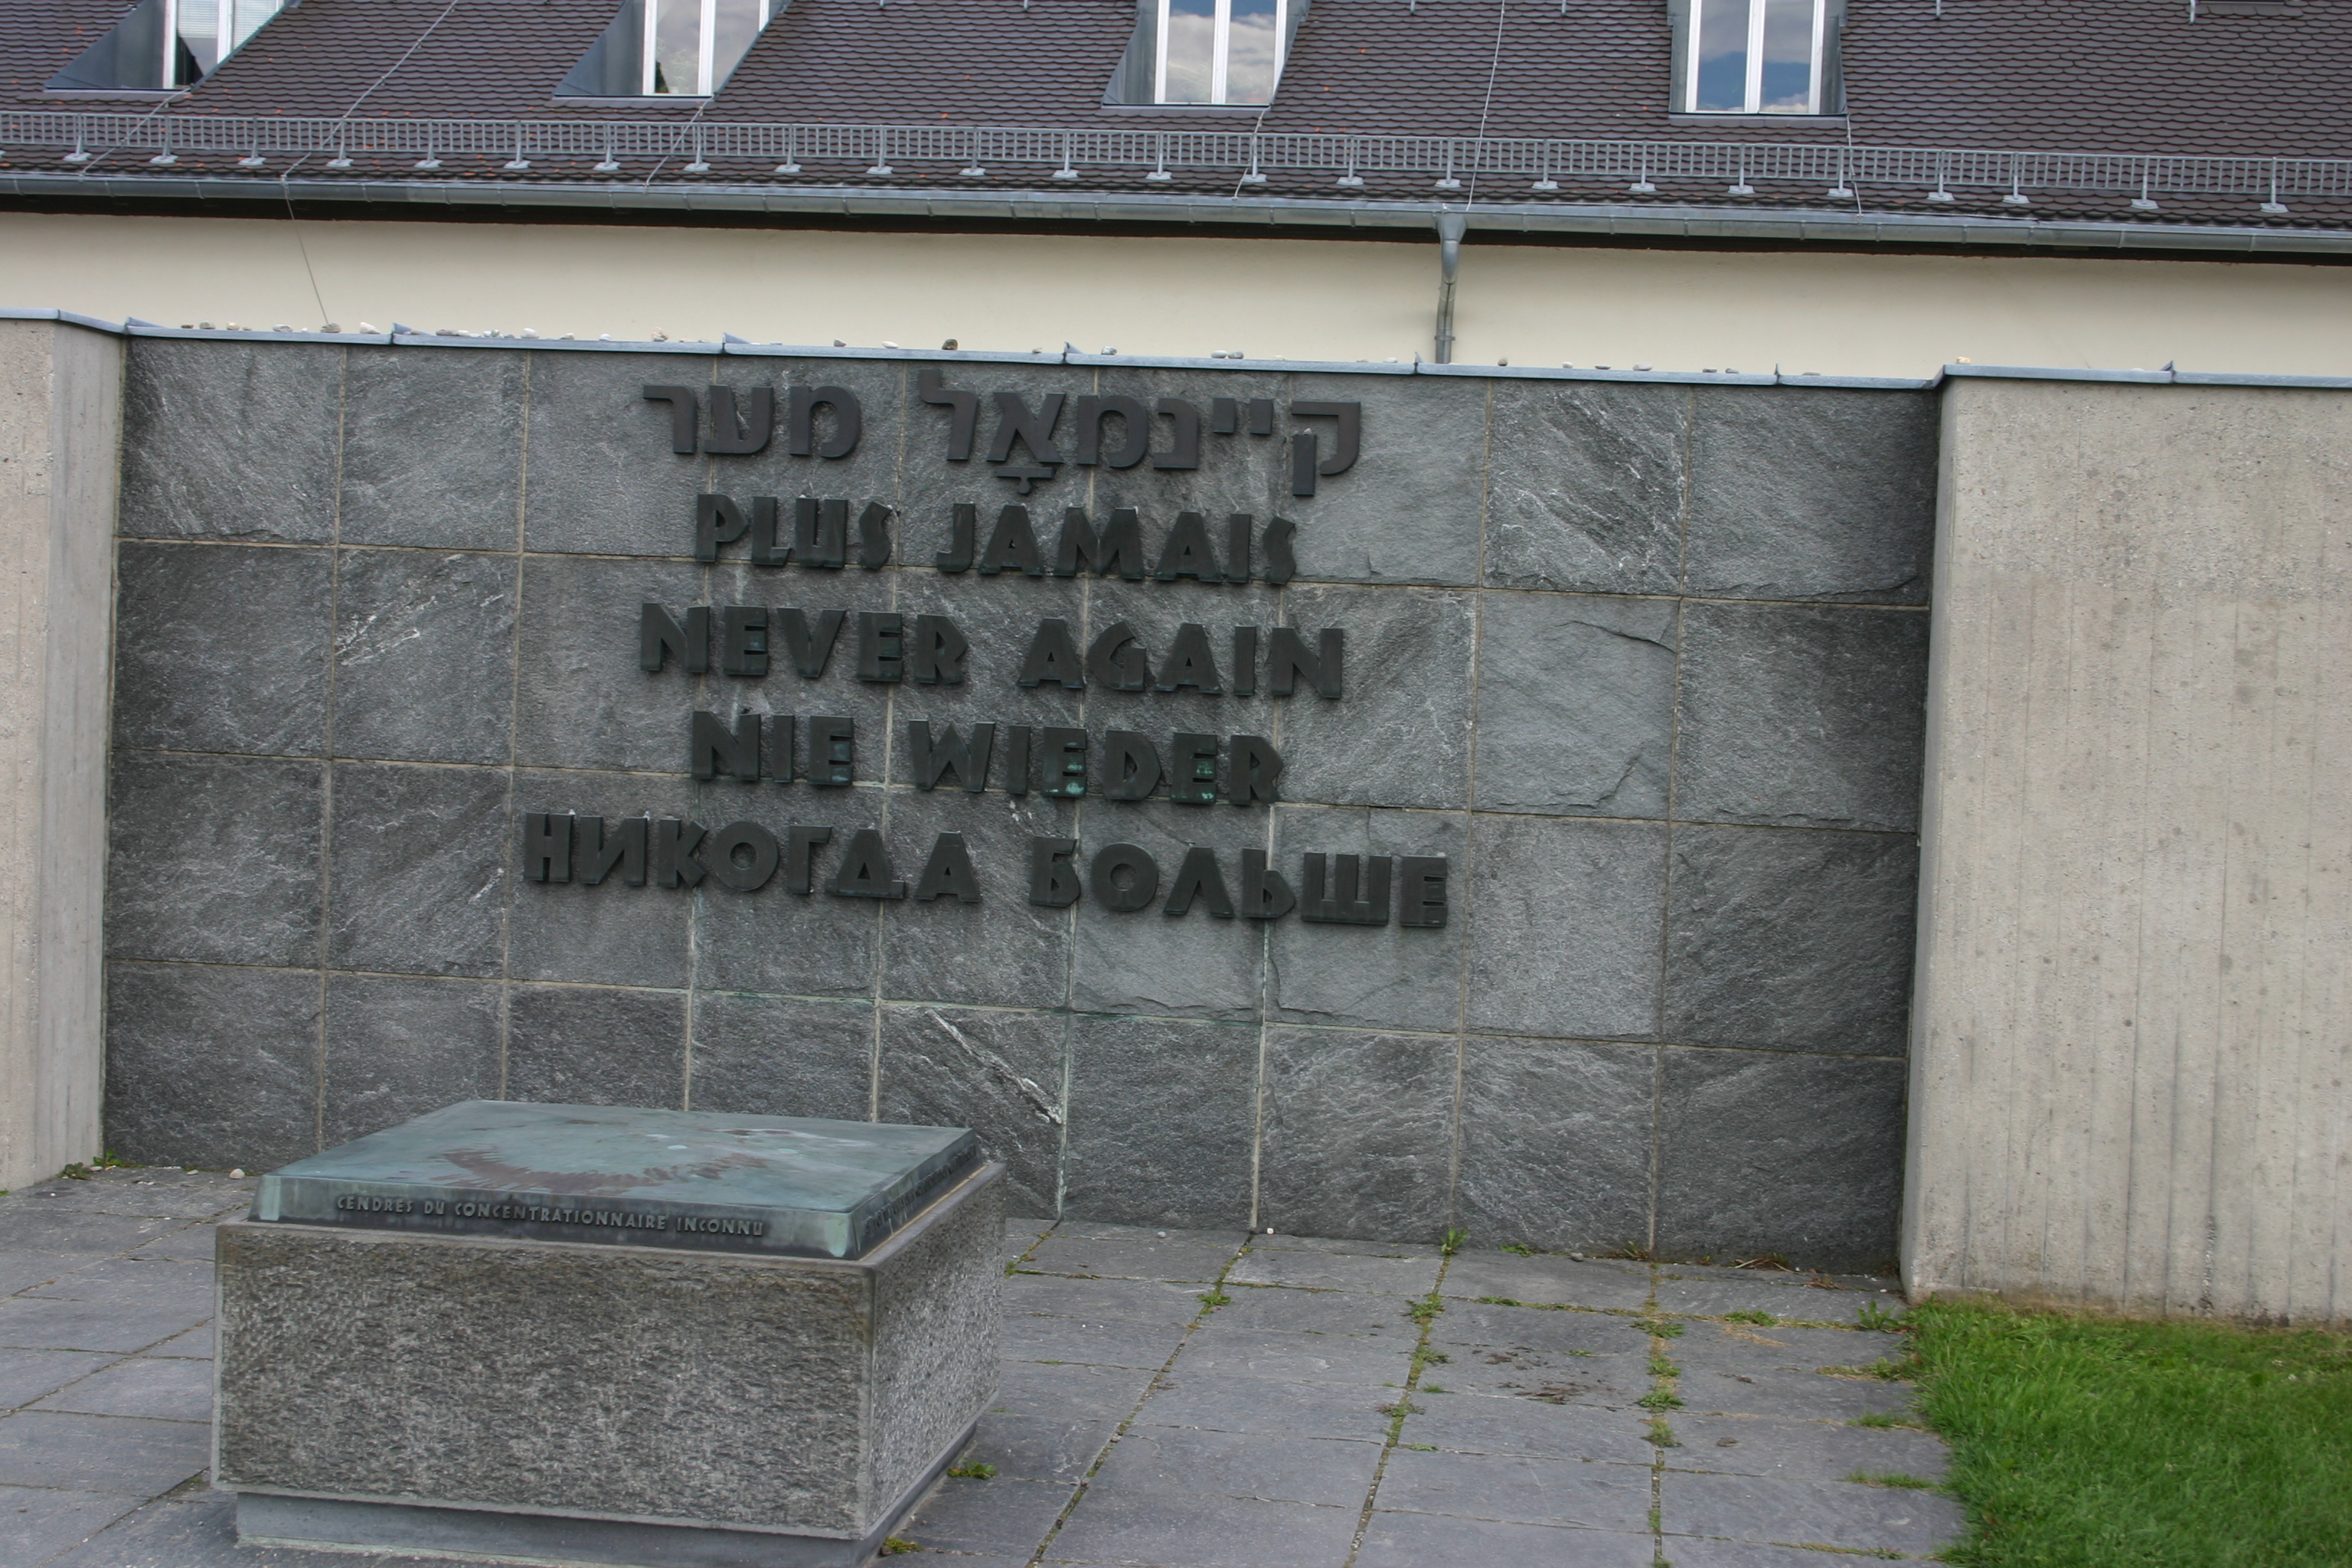 קיינמאָל מער
PLUS JAMAIS
NEVER AGAIN
NIE WIEDER
НИКОГДА БОЛЬШЕ
CENDRES DU CONCENTRATIONNAIRE INCONNU